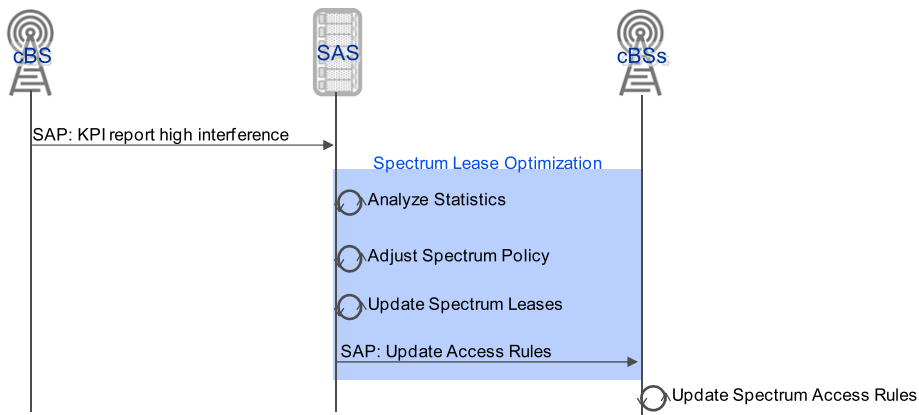 cBS
SAS
cBSs
SAP: KPI report high interference
Spectrum Lease Optimization
Analyze Statistics
Adjust Spectrum Policy
Update Spectrum Leases
SAP: Update Access Rules
Update Spectrum Access Rules